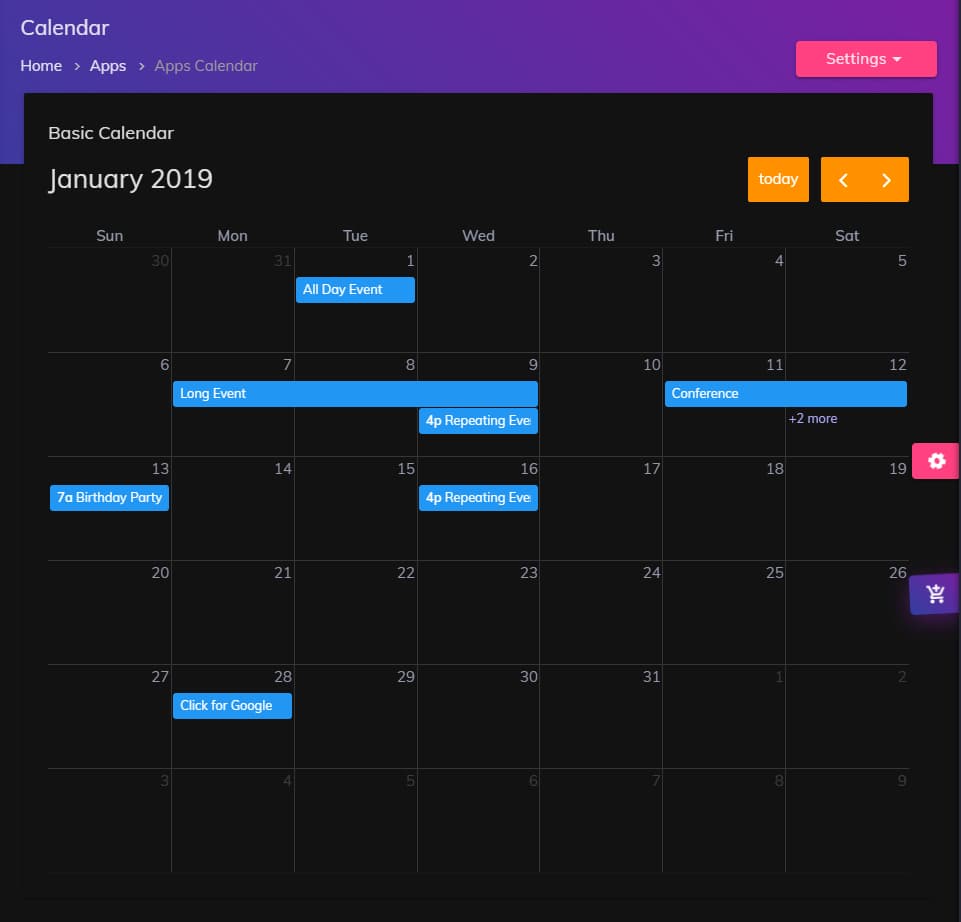 Calendar
Home > Apps > Apps Calendar
Settings
Basic Calendar
January 2019
today
Sun Mon Tue Wed Thu Fri Sat
30 31 1 2 3 4 5
All Day Event
6 7 8 9 10 11 12
Long Event Conference
4p Repeating Eve +2 more
13 14 15 16 17 18 19
7a Birthday Party 4p Repeating Eve
20 21 22 23 24 25 26
27 28 29 30 31 1 2
Click for Google
3 4 5 6 7 8 9